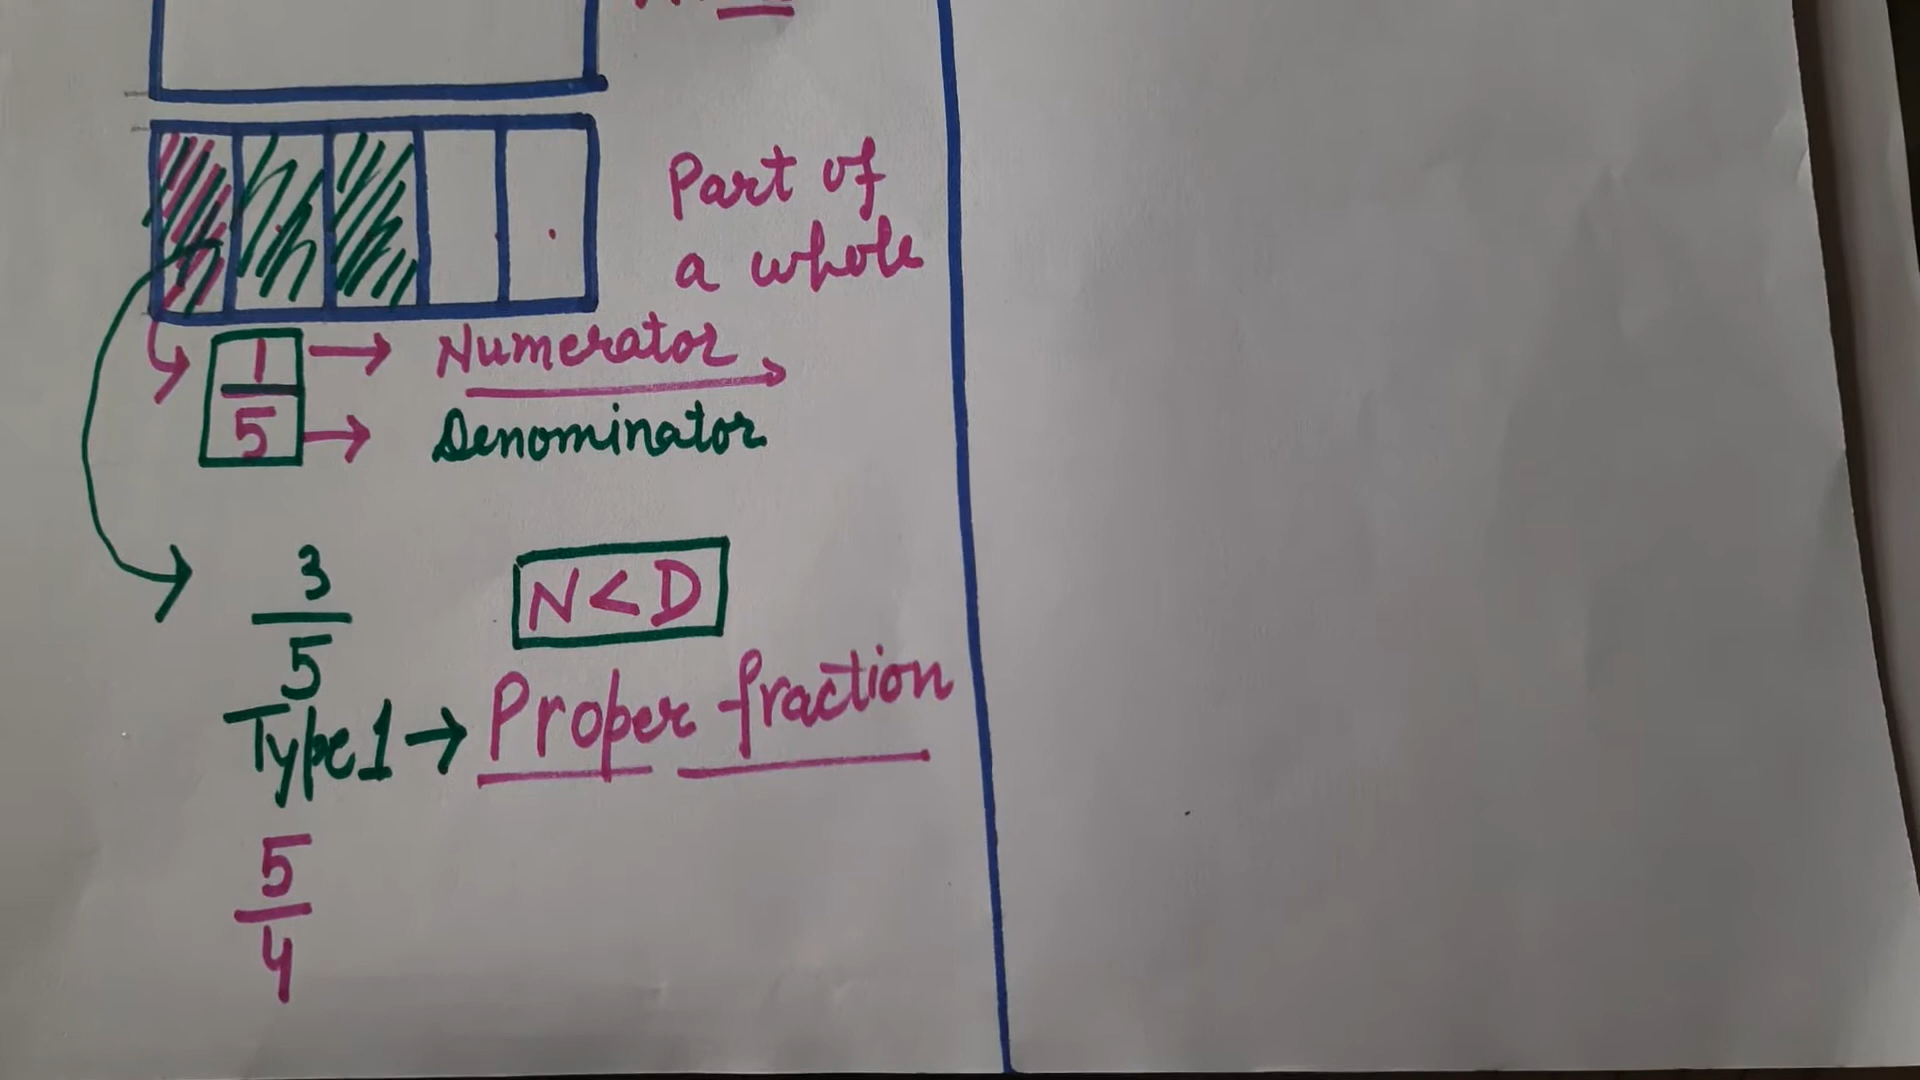 Part of
a whole
1 → Numerator
5 → Denominator
3
5
N<D
Type 1 → Proper fraction
5
4